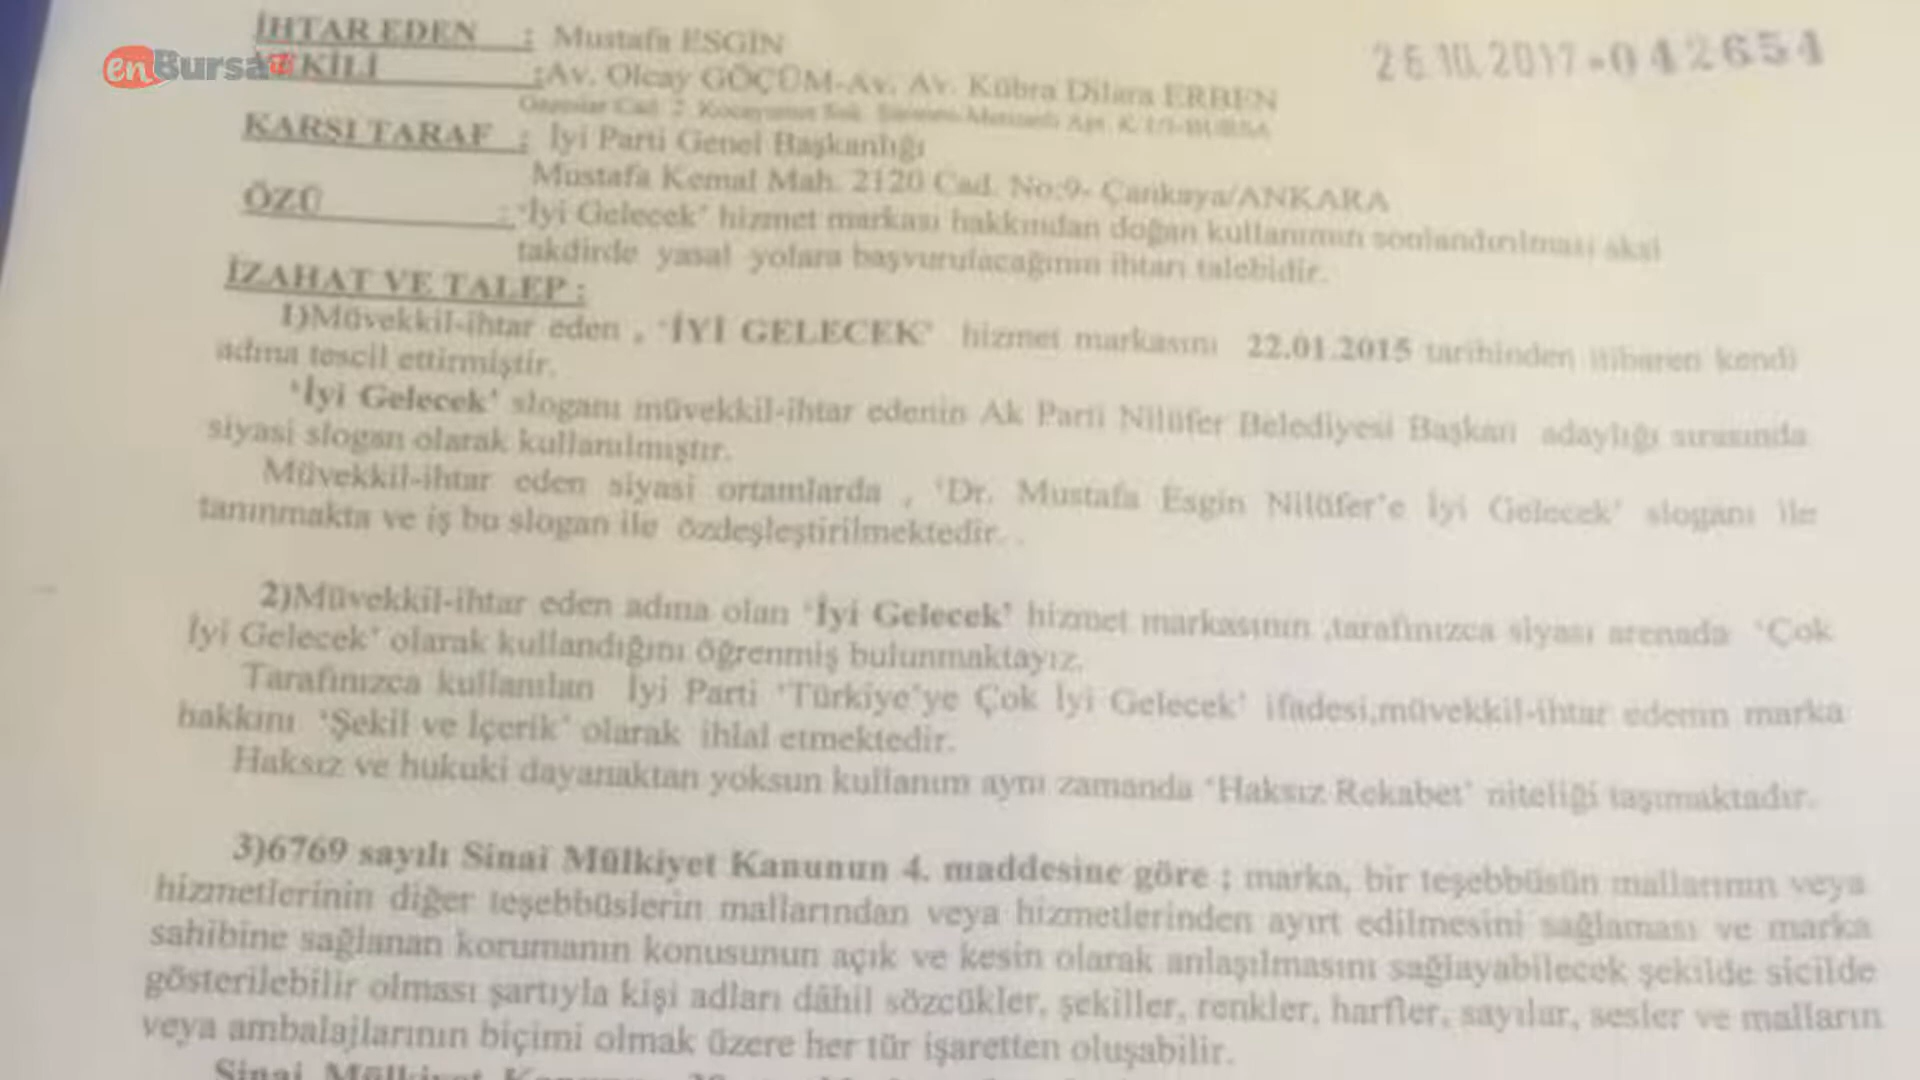 enBursa
İHTAR EDEN : Mustafa ESGİN
26.10.2017-042654
VEKİLİ :Av. Olcay GÖÇÜM-Av. Av. Kübra Dilara ERBEN
KARSI TARAF : İyi Parti Genel Başkanlığı
Mustafa Kemal Mah. 2120 Cad. No:9- Çankaya/ANKARA
ÖZÜ : 'İyi Gelecek' hizmet markası hakkından doğan kullanımın sonlandırılması aksi
takdirde yasal yolara başvurulacağının ihtarı talebidir.
İZAHAT VE TALEP :
1)Müvekkil-ihtar eden , 'İYİ GELECEK' hizmet markasını 22.01.2015 tarihinden itibaren kendi
adına tescil ettirmiştir.
'İyi Gelecek' sloganı müvekkil-ihtar edenin Ak Parti Nilüfer Belediyesi Başkan adaylığı sırasında
siyasi slogan olarak kullanılmıştır.
Müvekkil-ihtar eden siyasi ortamlarda , 'Dr. Mustafa Esgin Nilüfer'e İyi Gelecek' sloganı ile
tanınmakta ve iş bu slogan ile özdeşleştirilmektedir. .
2)Müvekkil-ihtar eden adına olan 'İyi Gelecek' hizmet markasının ,tarafınızca siyası arenada 'Çok
İyi Gelecek' olarak kullandığını öğrenmiş bulunmaktayız.
Tarafınızca kullanılan İyi Parti 'Türkiye'ye Çok İyi Gelecek' ifadesi,müvekkil-ihtar edenin marka
hakkını 'Şekil ve İçerik' olarak ihlal etmektedir.
Haksız ve hukuki dayanaktan yoksun kullanım aynı zamanda 'Haksız Rekabet' niteliği taşımaktadır.
3)6769 sayılı Sinai Mülkiyet Kanunun 4. maddesine göre ; marka, bir teşebbüsün mallarının veya
hizmetlerinin diğer teşebbüslerin mallarından veya hizmetlerinden ayırt edilmesini sağlaması ve marka
sahibine sağlanan korumanın konusunun açık ve kesin olarak anlaşılmasını sağlayabilecek şekilde sicilde
gösterilebilir olması şartıyla kişi adları dâhil sözcükler, şekiller, renkler, harfler, sayılar, sesler ve malların
veya ambalajlarının biçimi olmak üzere her tür işaretten oluşabilir.
Sinai Mülkiyet